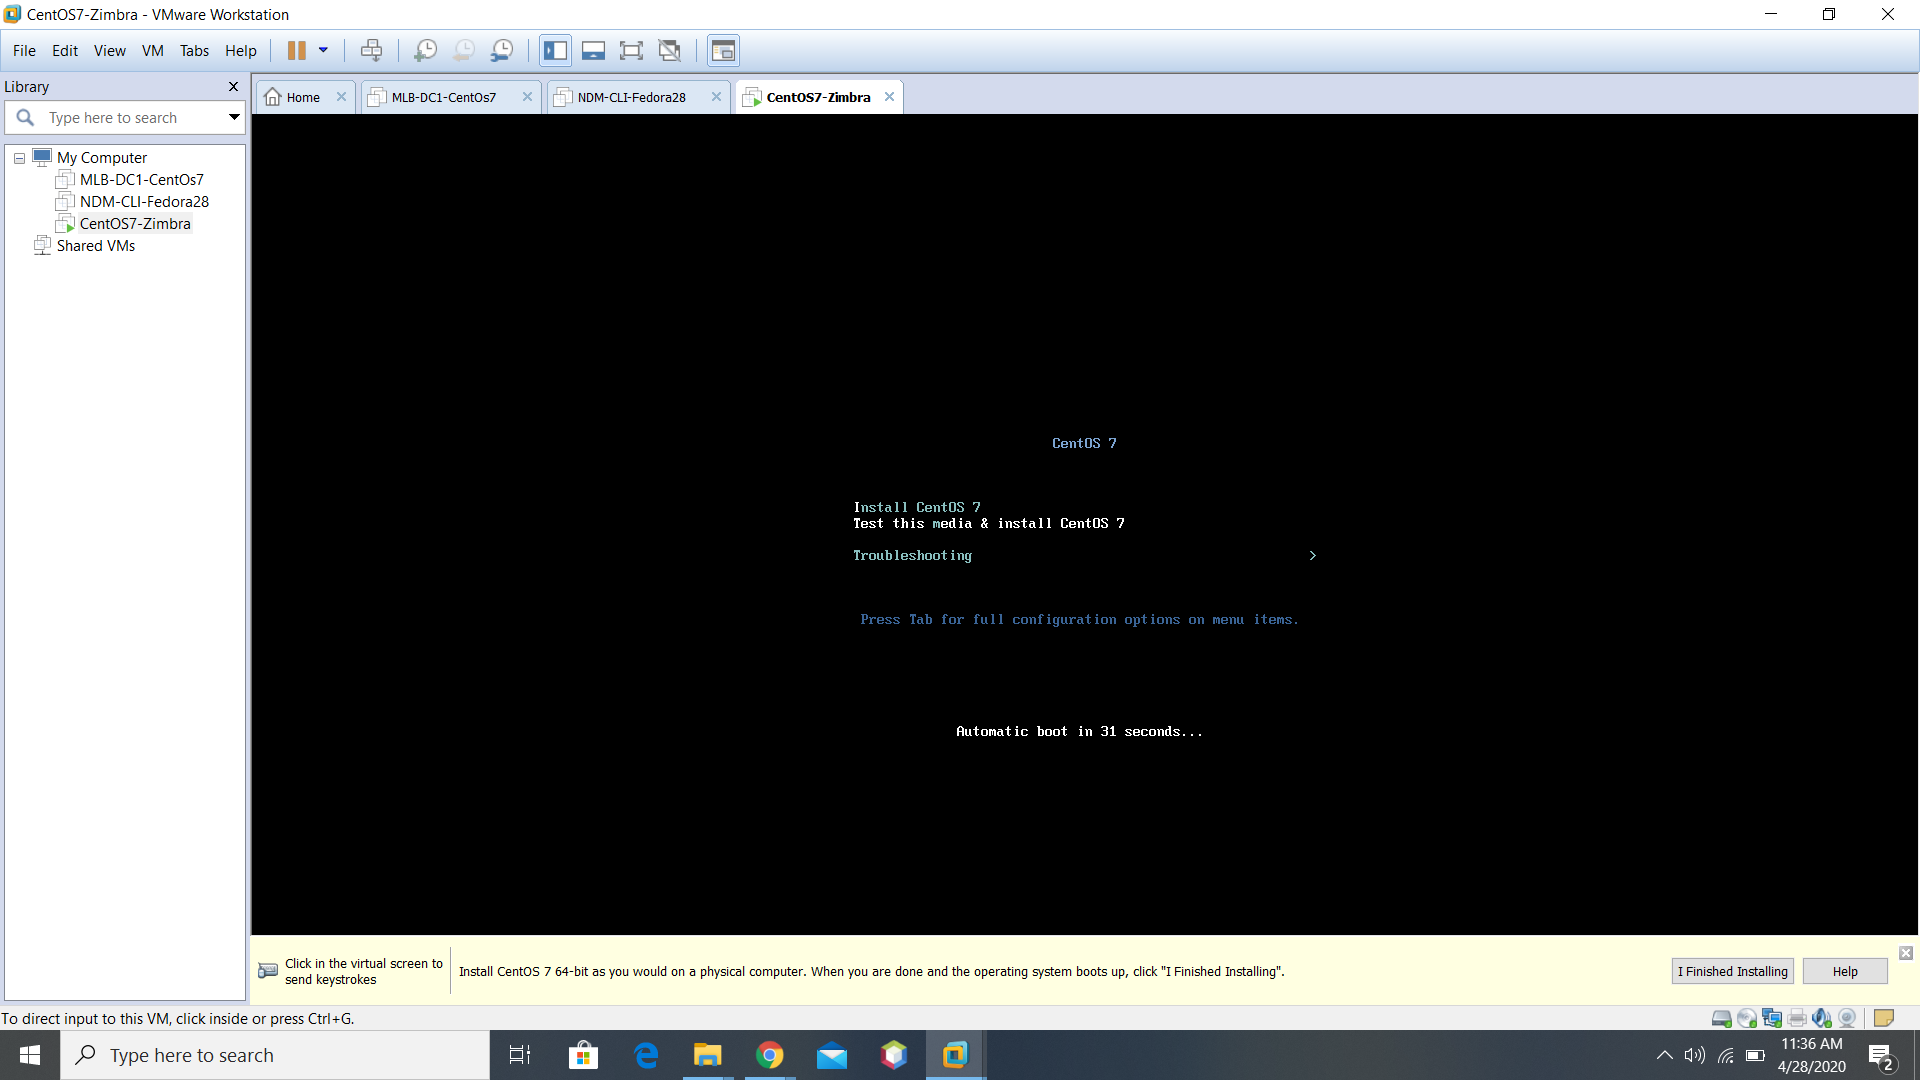 CentOS7-Zimbra - VMware Workstation
File Edit View VM Tabs Help
Library
Home
MLB-DC1-CentOs7
NDM-CLI-Fedora28
CentOS7-Zimbra
Type here to search
My Computer
MLB-DC1-CentOs7
NDM-CLI-Fedora28
CentOS7-Zimbra
Shared VMs
CentOS 7
Install CentOS 7
Test this media & install CentOS 7
Troubleshooting >
Press Tab for full configuration options on menu items.
Automatic boot in 31 seconds...
Click in the virtual screen to
send keystrokes
Install CentOS 7 64-bit as you would on a physical computer. When you are done and the operating system boots up, click "I Finished Installing".
I Finished Installing
Help
To direct input to this VM, click inside or press Ctrl+G.
Type here to search
11:36 AM
4/28/2020
2